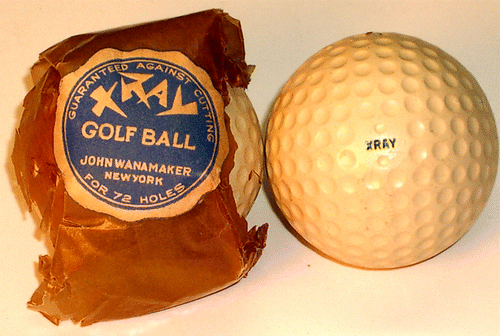 GUARANTEED AGAINST CUTTING
XRAY
GOLF BALL
JOHN WANAMAKER
NEW YORK
FOR 72 HOLES
XRAY